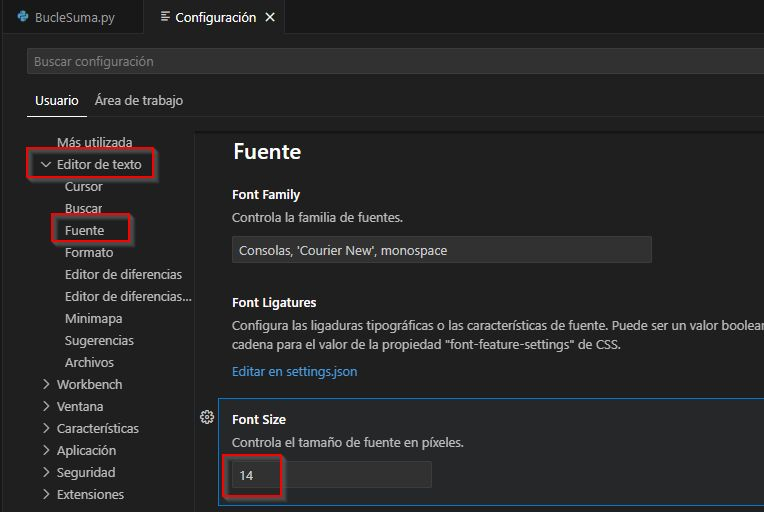 BucleSuma.py
Configuración
Buscar configuración
Usuario
Área de trabajo
Más utilizada
Editor de texto
Cursor
Buscar
Fuente
Formato
Editor de diferencias
Editor de diferencias...
Minimapa
Sugerencias
Archivos
Workbench
Ventana
Características
Aplicación
Seguridad
Extensiones
Fuente
Font Family
Controla la familia de fuentes.
Consolas, 'Courier New', monospace
Font Ligatures
Configura las ligaduras tipográficas o las características de fuente. Puede ser un valor boolean
cadena para el valor de la propiedad "font-feature-settings" de CSS.
Editar en settings.json
Font Size
Controla el tamaño de fuente en píxeles.
14